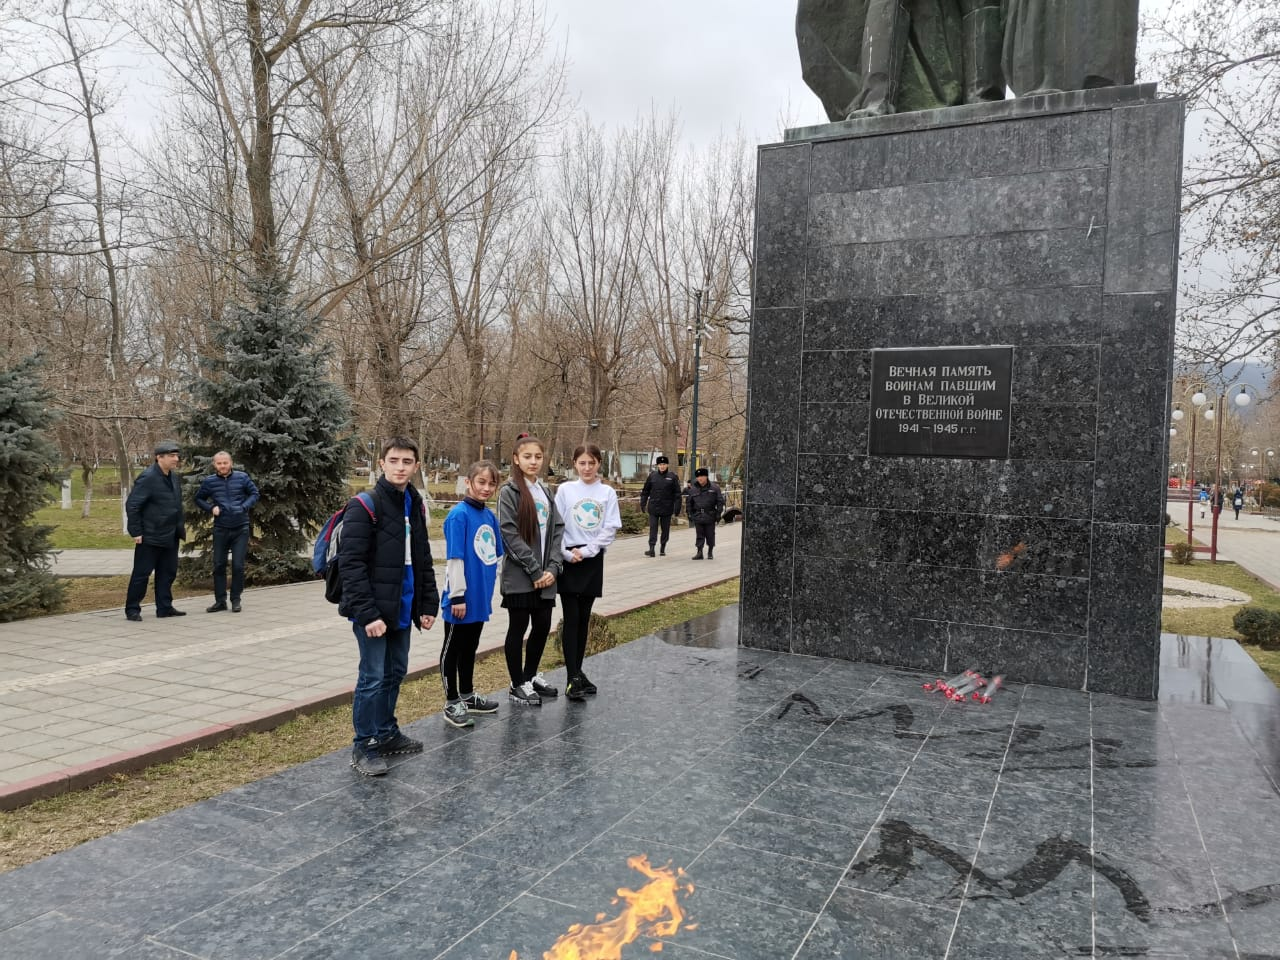 Вечная память
воинам павшим
в Великой
Отечественной войне
1941 – 1945 г.г.